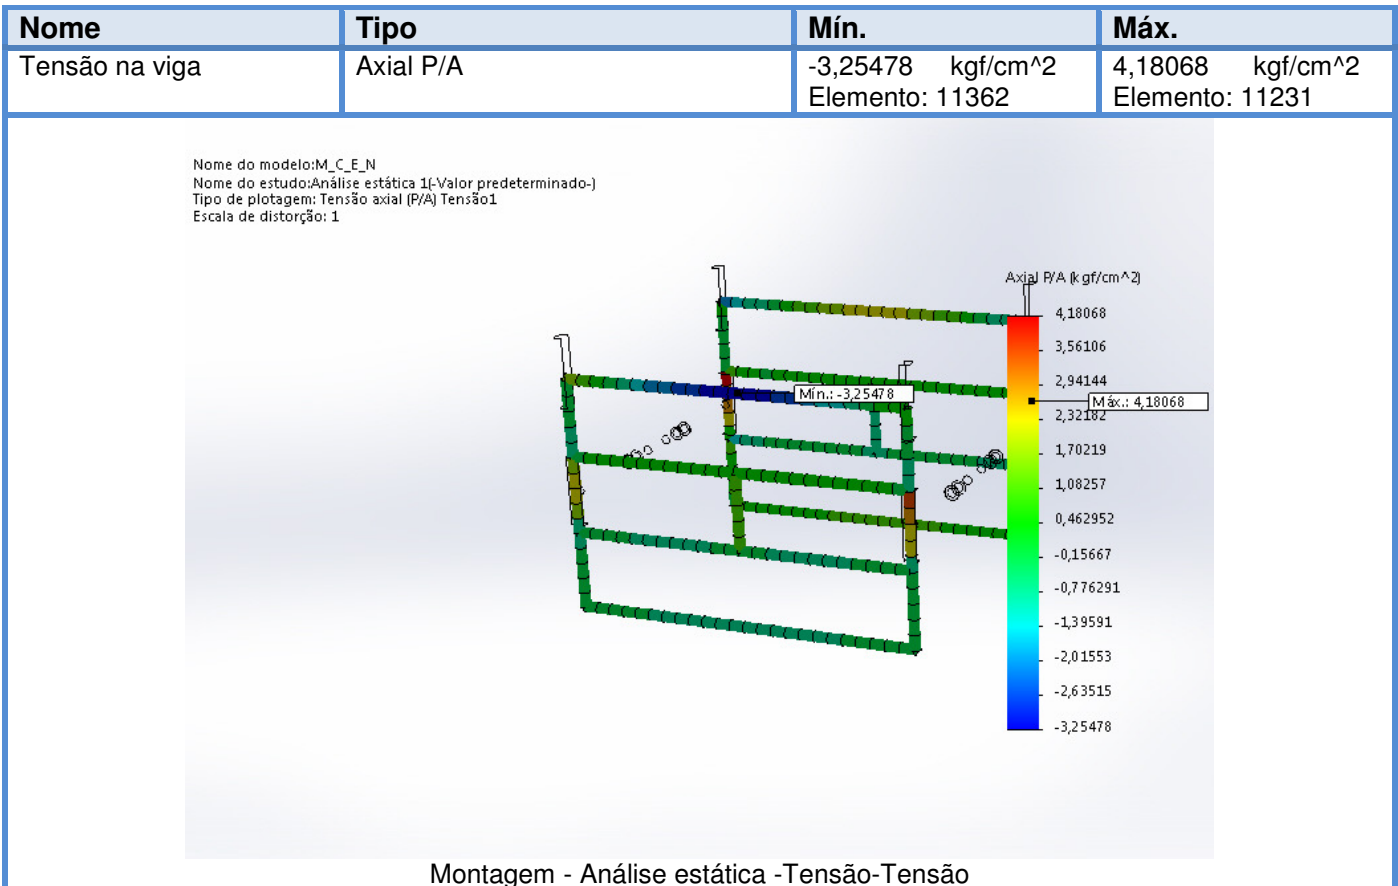 Nome Tipo Mín. Máx.
Tensão na viga Axial P/A -3,25478 kgf/cm^2 4,18068 kgf/cm^2
Elemento: 11362 Elemento: 11231
Nome do modelo:M_C_E_N
Nome do estudo:Análise estática 1(-Valor predeterminado-)
Tipo de plotagem: Tensão axial (P/A) Tensão1
Escala de distorção: 1
Axial P/A (kgf/cm^2)
4,18068
3,56106
2,94144
Mín.: -3,25478
Máx.: 4,18068
2,32182
1,70219
1,08257
0,462952
-0,15667
-0,776291
-1,39591
-2,01553
-2,63515
-3,25478
Montagem - Análise estática -Tensão-Tensão